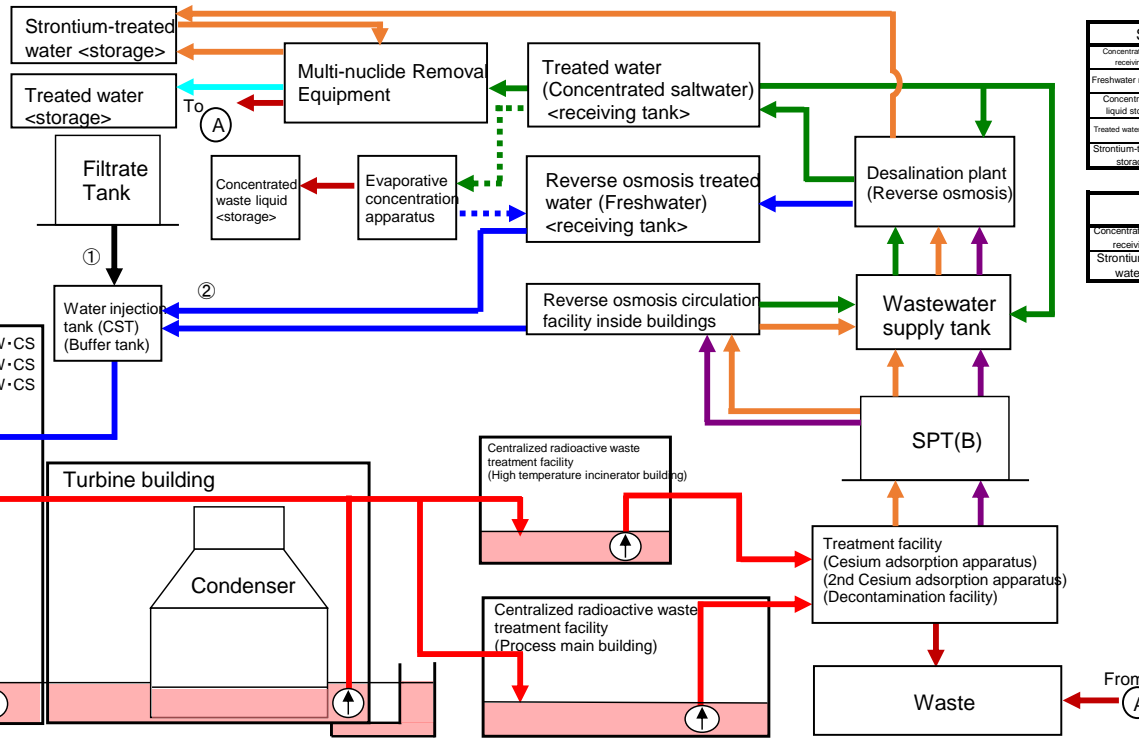 Strontium-treated
water <storage>
Treated water
<storage>
To
A
Multi-nuclide Removal
Equipment
Treated water
(Concentrated saltwater)
<receiving tank>
Filtrate
Tank
Concentrated
waste liquid
<storage>
Evaporative
concentration
apparatus
Reverse osmosis treated
water (Freshwater)
<receiving tank>
Desalination plant
(Reverse osmosis)
①
②
Water injection
tank (CST)
(Buffer tank)
Reverse osmosis circulation
facility inside buildings
Wastewater
supply tank
・CS
・CS
・CS
SPT(B)
Turbine building
Condenser
Centralized radioactive waste
treatment facility
(High temperature incinerator building)
Centralized radioactive waste
treatment facility
(Process main building)
Treatment facility
(Cesium adsorption apparatus)
(2nd Cesium adsorption apparatus)
(Decontamination facility)
Waste
From
A
Freshwater
Treated water